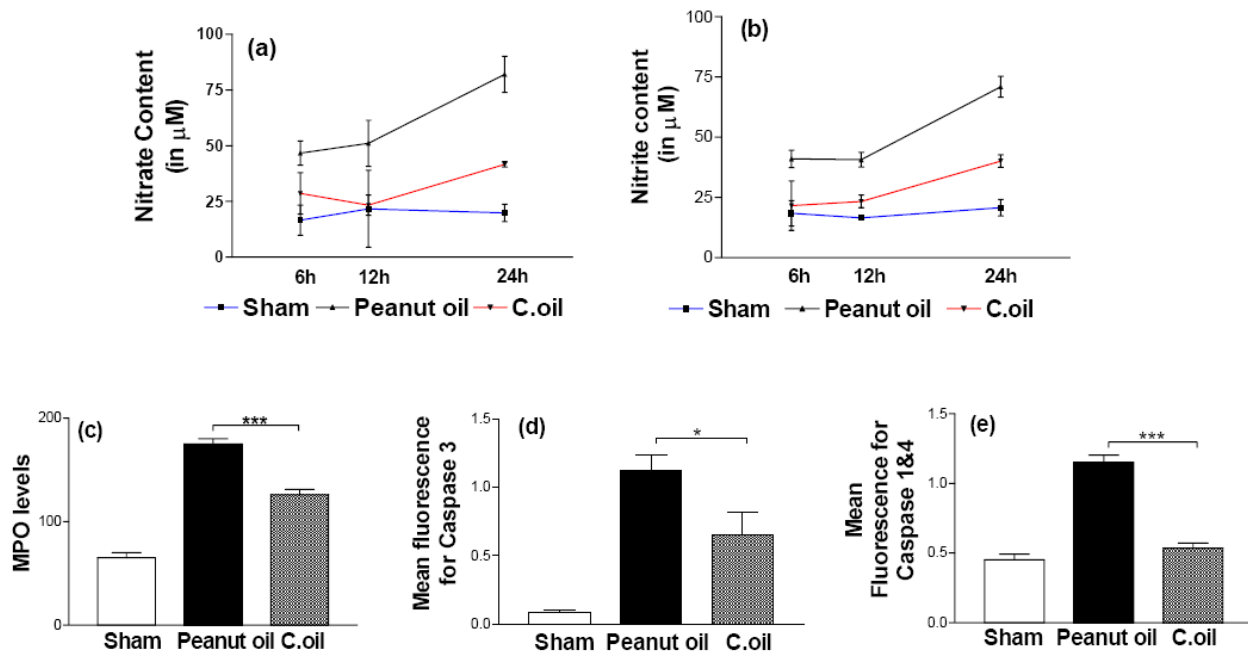 (a)
Nitrate Content
(in μM)
100
75
50
25
0
6h 12h 24h
Sham Peanut oil C.oil
(b)
Nitrite content
(in μM)
100
75
50
25
0
6h 12h 24h
Sham Peanut oil C.oil
(c)
MPO levels
200
100
0
***
Sham Peanut oil C.oil
(d)
Mean fluorescence
for Caspase 3
1.5
1.0
0.5
0.0
*
Sham Peanut oil C.oil
(e)
Mean
Fluorescence for
Caspase 1&4
1.5
1.0
0.5
0.0
***
Sham Peanut oil C.oil